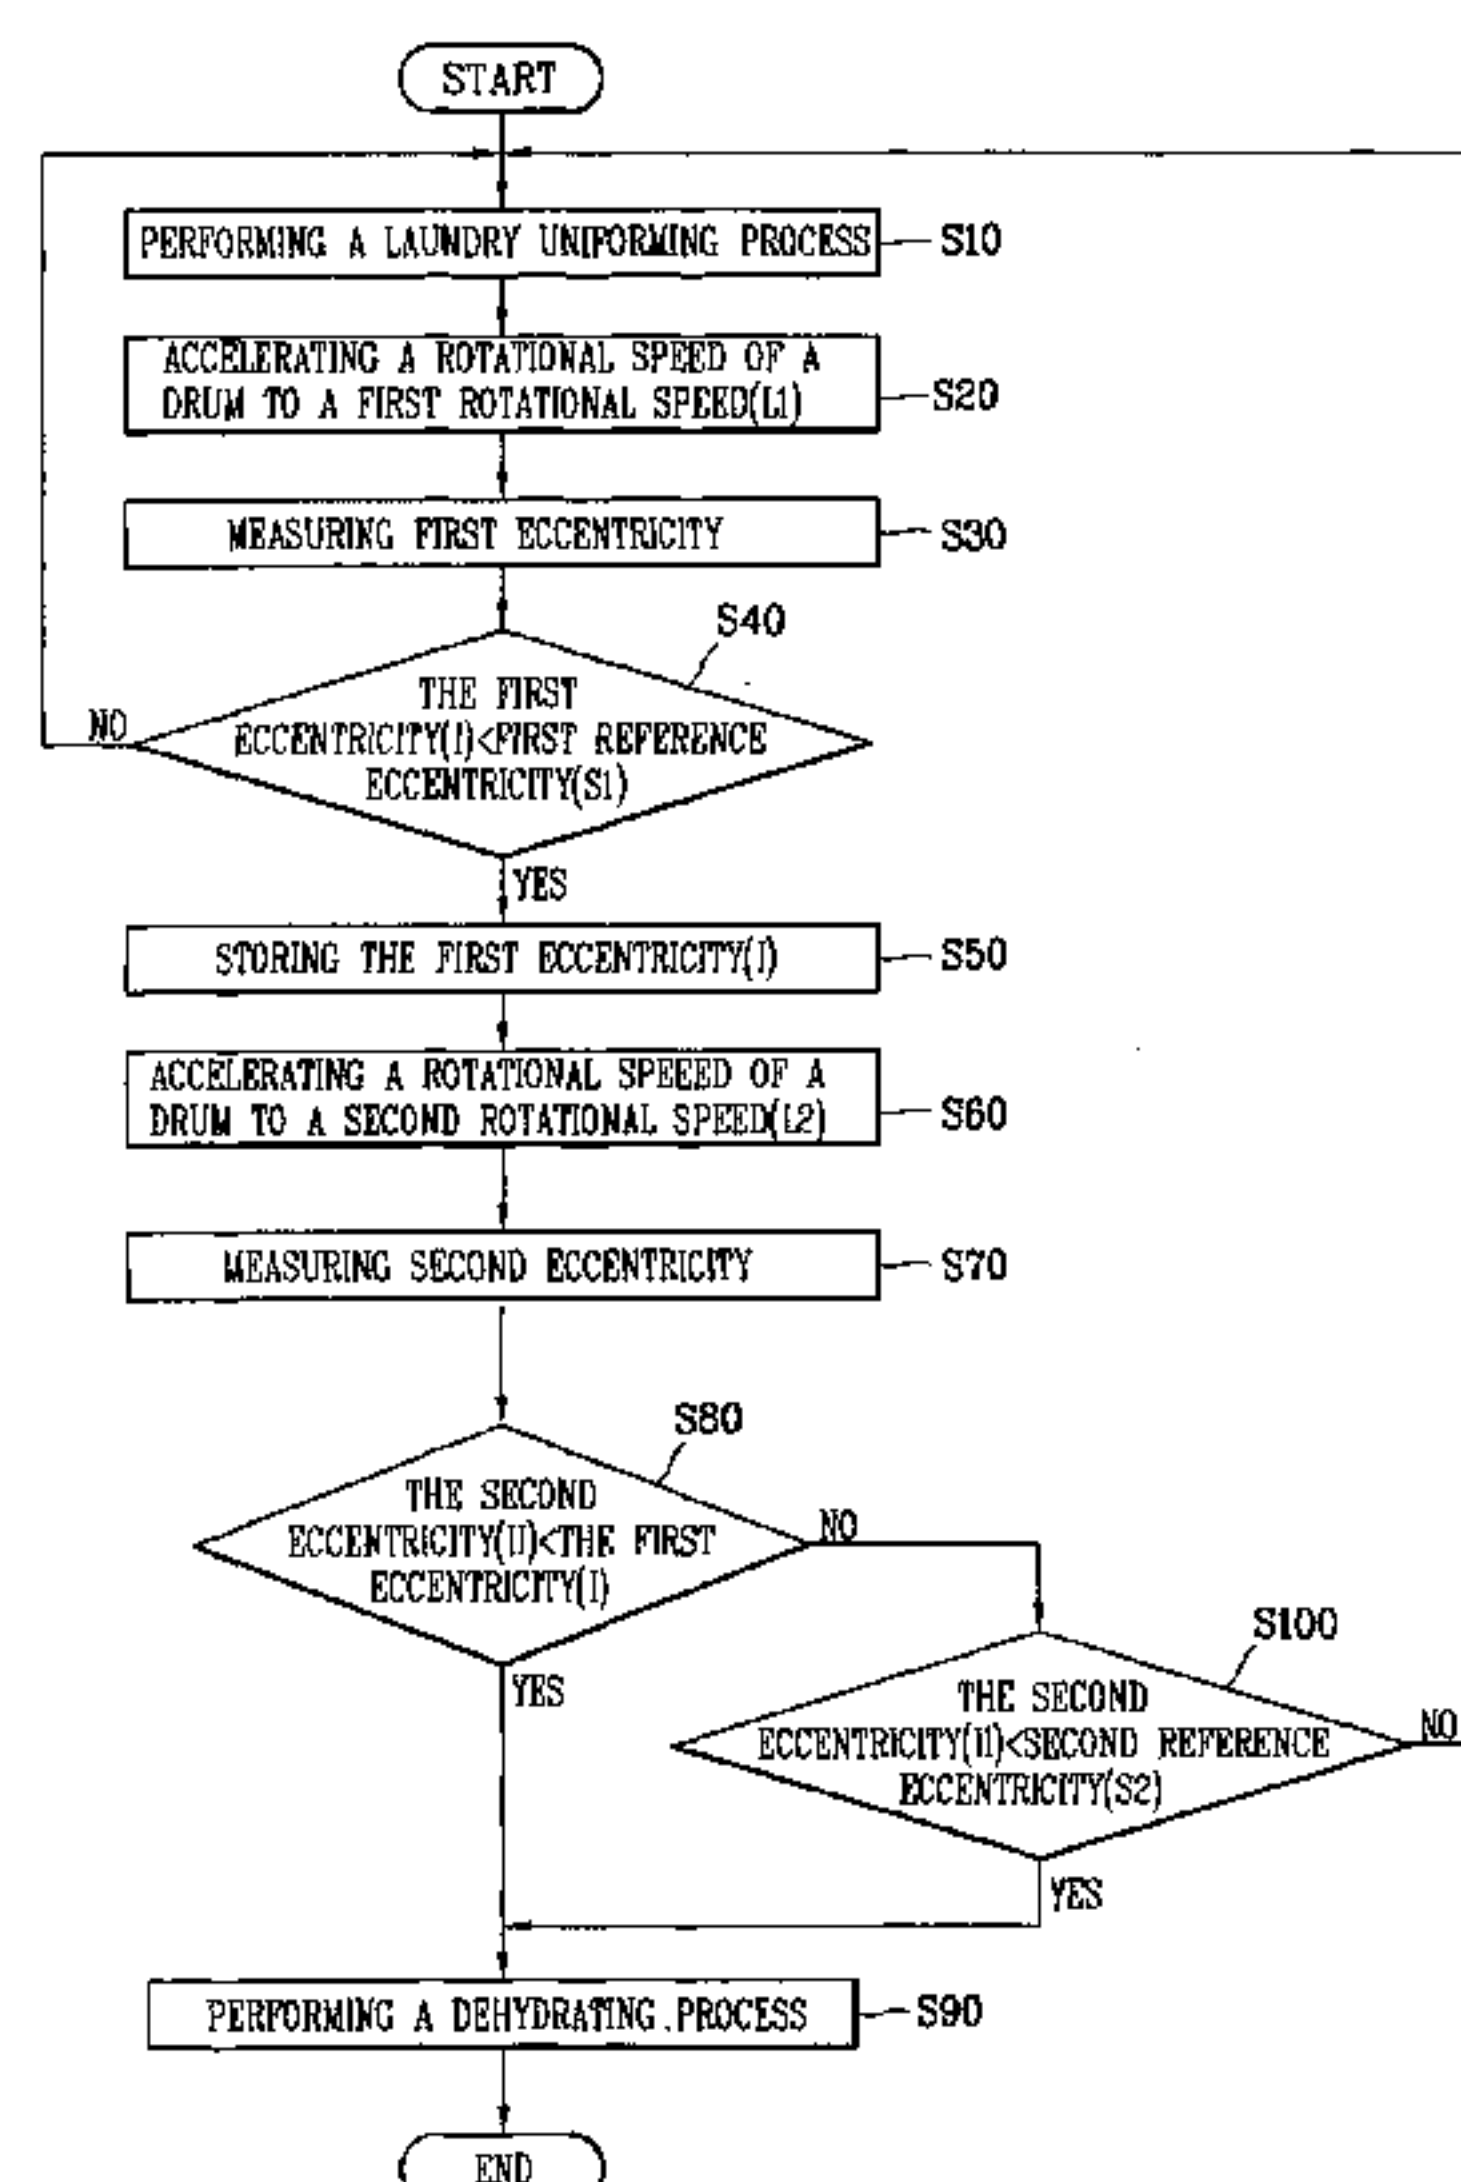 START
PERFORMING A LAUNDRY UNIFORMING PROCESS
S10
ACCELERATING A ROTATIONAL SPEED OF A
DRUM TO A FIRST ROTATIONAL SPEED(L1)
S20
MEASURING FIRST ECCENTRICITY
S30
S40
THE FIRST
ECCENTRICITY(I)<FIRST REFERENCE
ECCENTRICITY(S1)
NO
YES
STORING THE FIRST ECCENTRICITY(I)
S50
ACCELERATING A ROTATIONAL SPEEED OF A
DRUM TO A SECOND ROTATIONAL SPEED(L2)
S60
MEASURING SECOND ECCENTRICITY
S70
S80
THE SECOND
ECCENTRICITY(II)<THE FIRST
ECCENTRICITY(I)
NO
YES
S100
THE SECOND
ECCENTRICITY(II)<SECOND REFERENCE
ECCENTRICITY(S2)
NO
YES
PERFORMING A DEHYDRATING PROCESS
S90
END